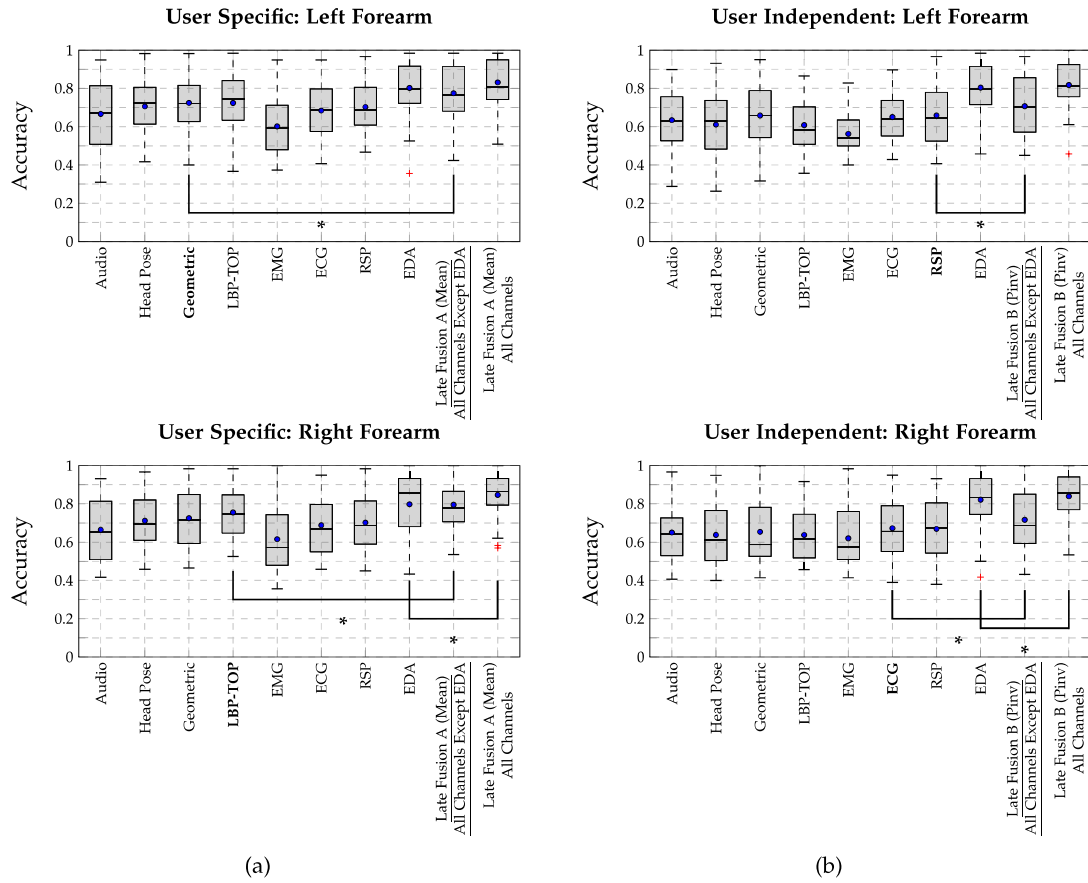 User Specific: Left Forearm
Accuracy
1
0.8
0.6
0.4
0.2
0
*
Audio
Head Pose
Geometric
LBP-TOP
EMG
ECG
RSP
EDA
Late Fusion A (Mean)
All Channels Except EDA
Late Fusion A (Mean)
All Channels
User Independent: Left Forearm
Accuracy
1
0.8
0.6
0.4
0.2
0
*
Audio
Head Pose
Geometric
LBP-TOP
EMG
ECG
RSP
EDA
Late Fusion B (Pinv)
All Channels Except EDA
Late Fusion B (Pinv)
All Channels
User Specific: Right Forearm
Accuracy
1
0.8
0.6
0.4
0.2
0
*
*
Audio
Head Pose
Geometric
LBP-TOP
EMG
ECG
RSP
EDA
Late Fusion A (Mean)
All Channels Except EDA
Late Fusion A (Mean)
All Channels
User Independent: Right Forearm
Accuracy
1
0.8
0.6
0.4
0.2
0
*
*
Audio
Head Pose
Geometric
LBP-TOP
EMG
ECG
RSP
EDA
Late Fusion B (Pinv)
All Channels Except EDA
Late Fusion B (Pinv)
All Channels
(a)
(b)